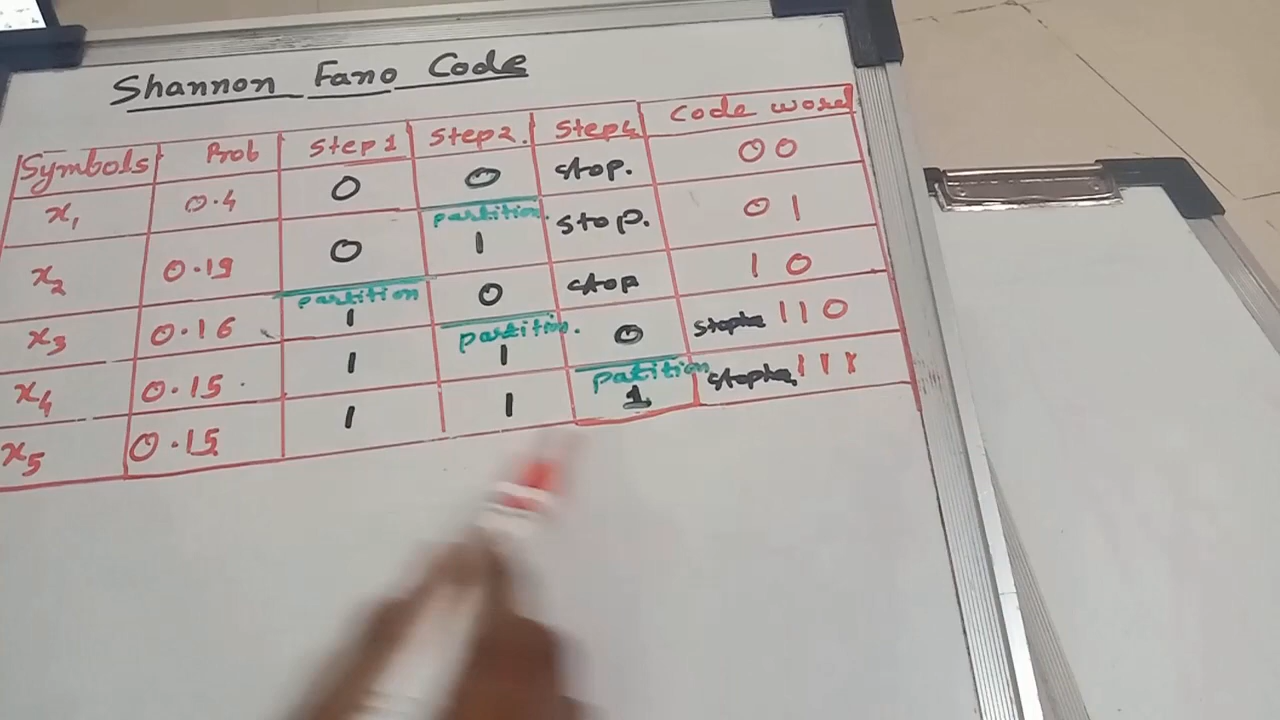 Shannon Fano Code
Symbols Prob Step 1 Step 2. Step 4 Code word
x1 0.4 0 0 stop. 00
partition.
x2 0.19 0 1 stop. 01
partition
x3 0.16 1 0 stop 10
partition.
x4 0.15 1 1 0 110
partition
x5 0.15 1 1 1 111